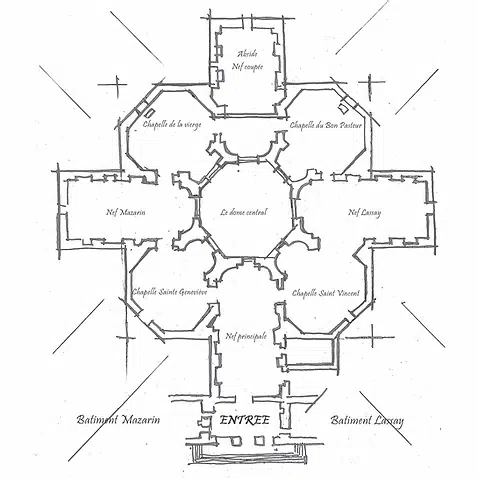 Abside
Nef coupée
Chapelle de la vierge
Chapelle du Bon Pasteur
Nef Mazarin
Le dome central
Nef Lassay
Chapelle Sainte Geneviève
Chapelle Saint Vincent
Nef principale
Batiment Mazarin
ENTREE
Batiment Lassay